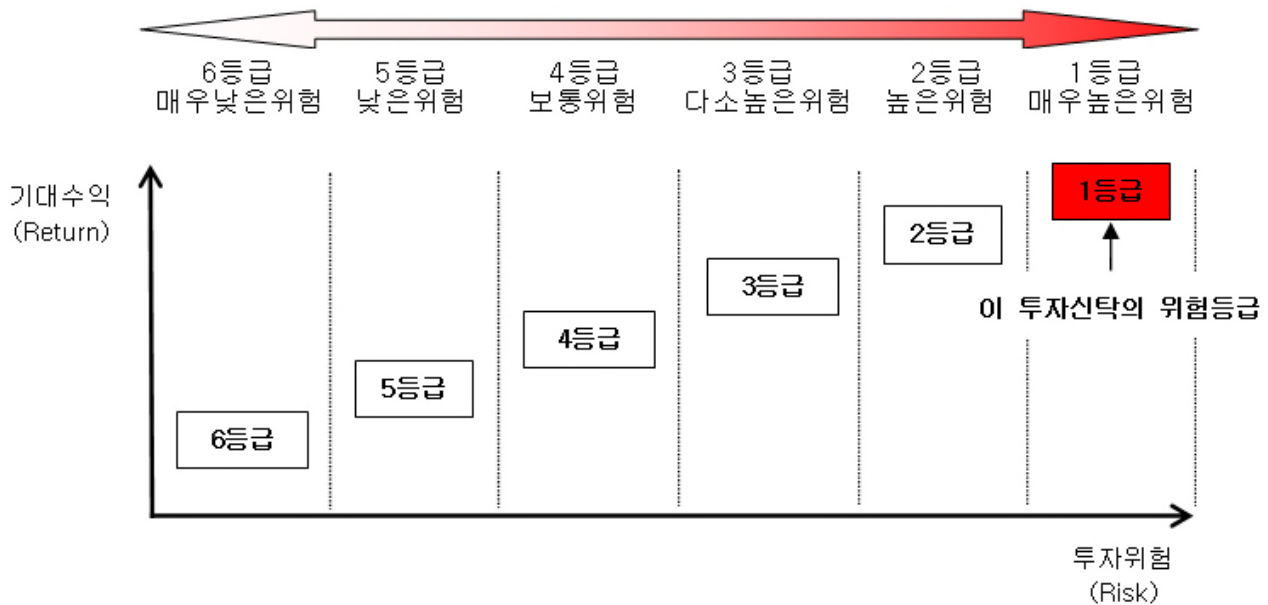 6등급 5등급 4등급 3등급 2등급 1등급
매우낮은위험 낮은위험 보통위험 다소높은위험 높은위험 매우높은위험
기대수익
(Return)
1등급
2등급
3등급
이 투자신탁의 위험등급
4등급
5등급
6등급
투자위험
(Risk)